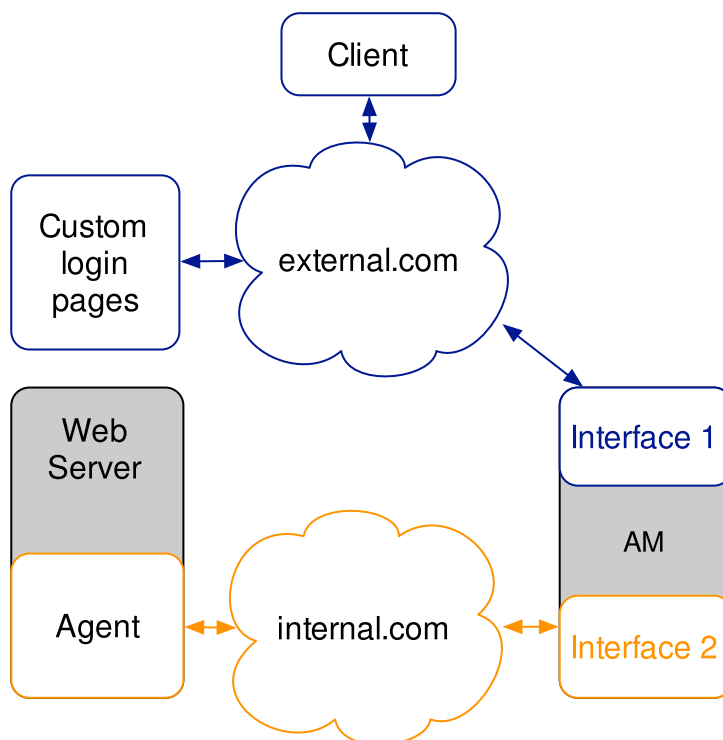 Client
Custom
login
pages
external.com
Web
Server
Interface 1
AM
Agent
internal.com
Interface 2